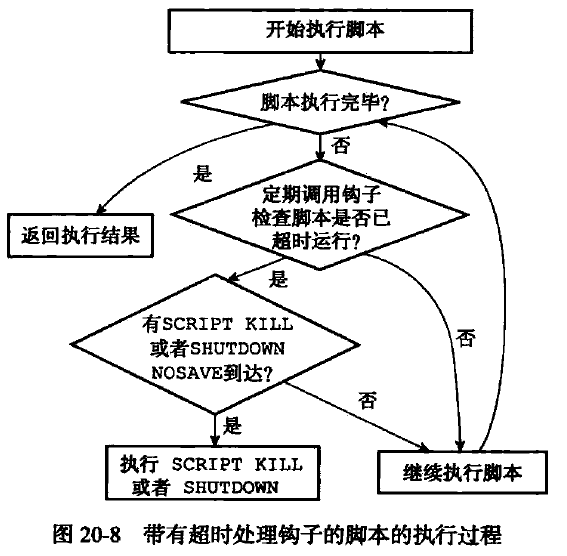 开始执行脚本
脚本执行完毕?
否
是
定期调用钩子
检查脚本是否已
超时运行?
返回执行结果
是
否
有SCRIPT KILL
或者SHUTDOWN
NOSAVE到达?
否
是
执行 SCRIPT KILL
或者 SHUTDOWN
继续执行脚本
图 20-8 带有超时处理钩子的脚本的执行过程